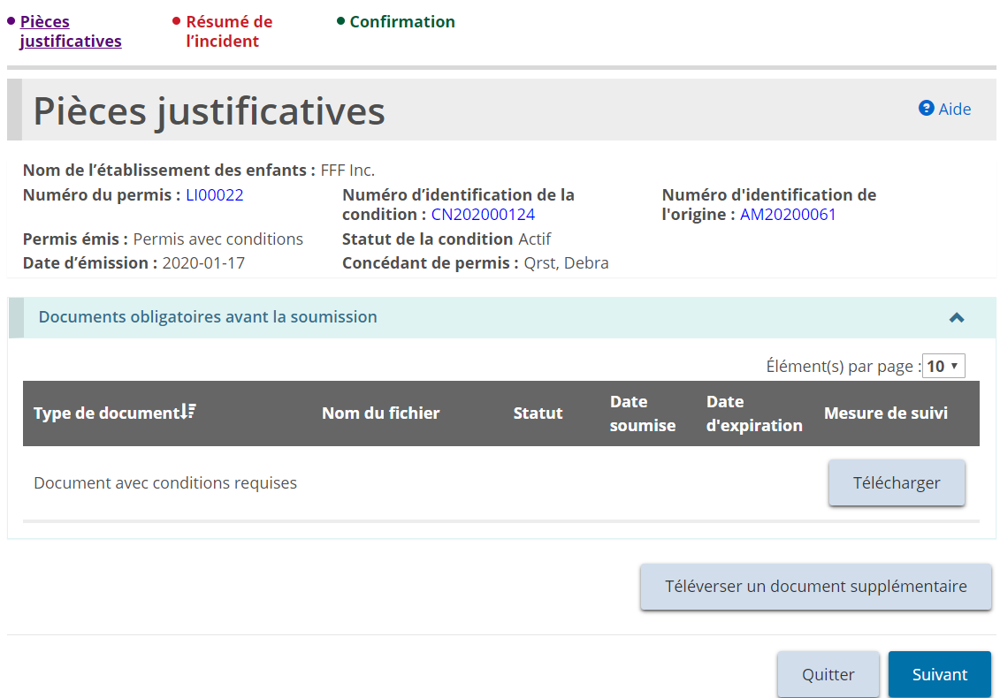 Pièces
justificatives
Résumé de
l’incident
Confirmation
Pièces justificatives
Aide
Nom de l’établissement des enfants : FFF Inc.
Numéro du permis : LI00022
Numéro d’identification de la
condition : CN202000124
Numéro d'identification de
l'origine : AM20200061
Permis émis : Permis avec conditions
Statut de la condition Actif
Date d’émission : 2020-01-17
Concédant de permis : Qrst, Debra
Documents obligatoires avant la soumission
Élément(s) par page : 10
Type de document
Nom du fichier
Statut
Date
soumise
Date
d'expiration
Mesure de suivi
Document avec conditions requises
Télécharger
Téléverser un document supplémentaire
Quitter
Suivant